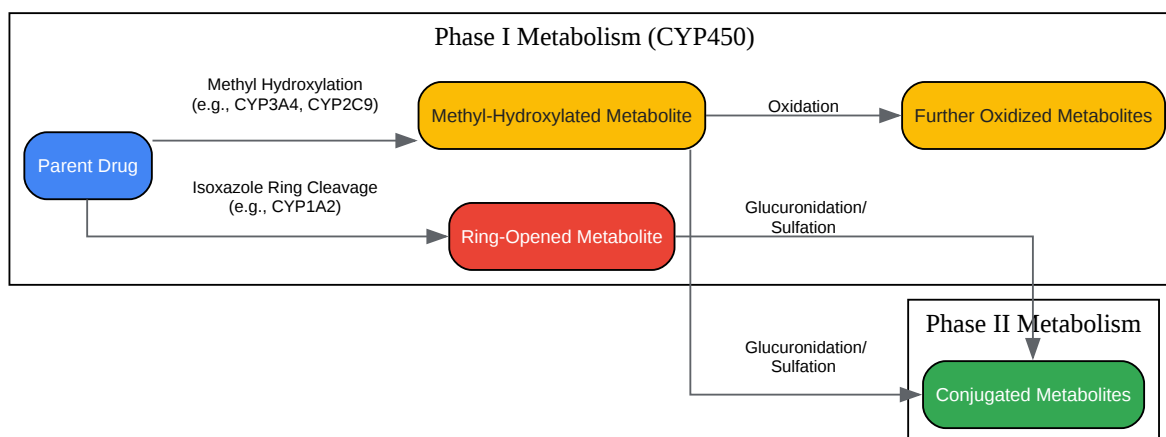 Phase I Metabolism (CYP450)
Methyl Hydroxylation
(e.g., CYP3A4, CYP2C9)
Methyl-Hydroxylated Metabolite
Oxidation
Further Oxidized Metabolites
Parent Drug
Isoxazole Ring Cleavage
(e.g., CYP1A2)
Ring-Opened Metabolite
Glucuronidation/
Sulfation
Phase II Metabolism
Glucuronidation/
Sulfation
Conjugated Metabolites